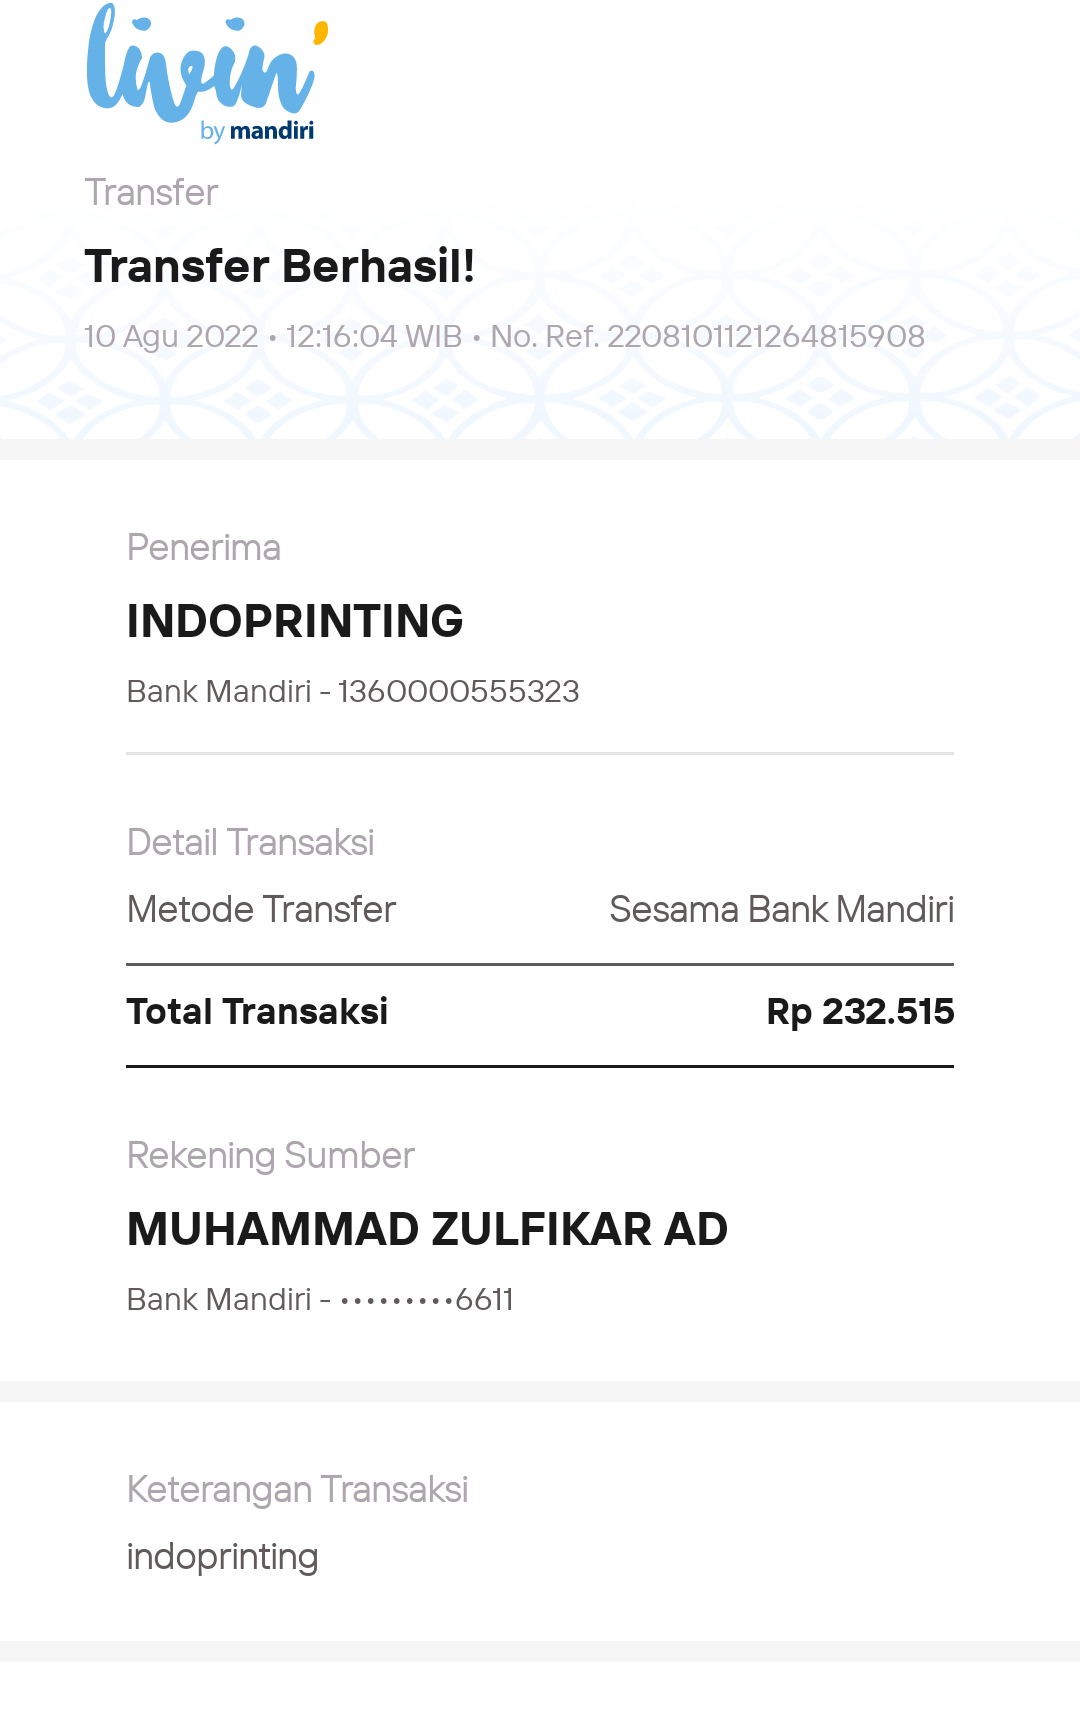 livin'
by mandiri
Transfer
Transfer Berhasil!
10 Agu 2022 • 12:16:04 WIB • No. Ref. 2208101121264815908
Penerima
INDOPRINTING
Bank Mandiri - 1360000555323
Detail Transaksi
Metode Transfer Sesama Bank Mandiri
Total Transaksi Rp 232.515
Rekening Sumber
MUHAMMAD ZULFIKAR AD
Bank Mandiri - •••••••••6611
Keterangan Transaksi
indoprinting